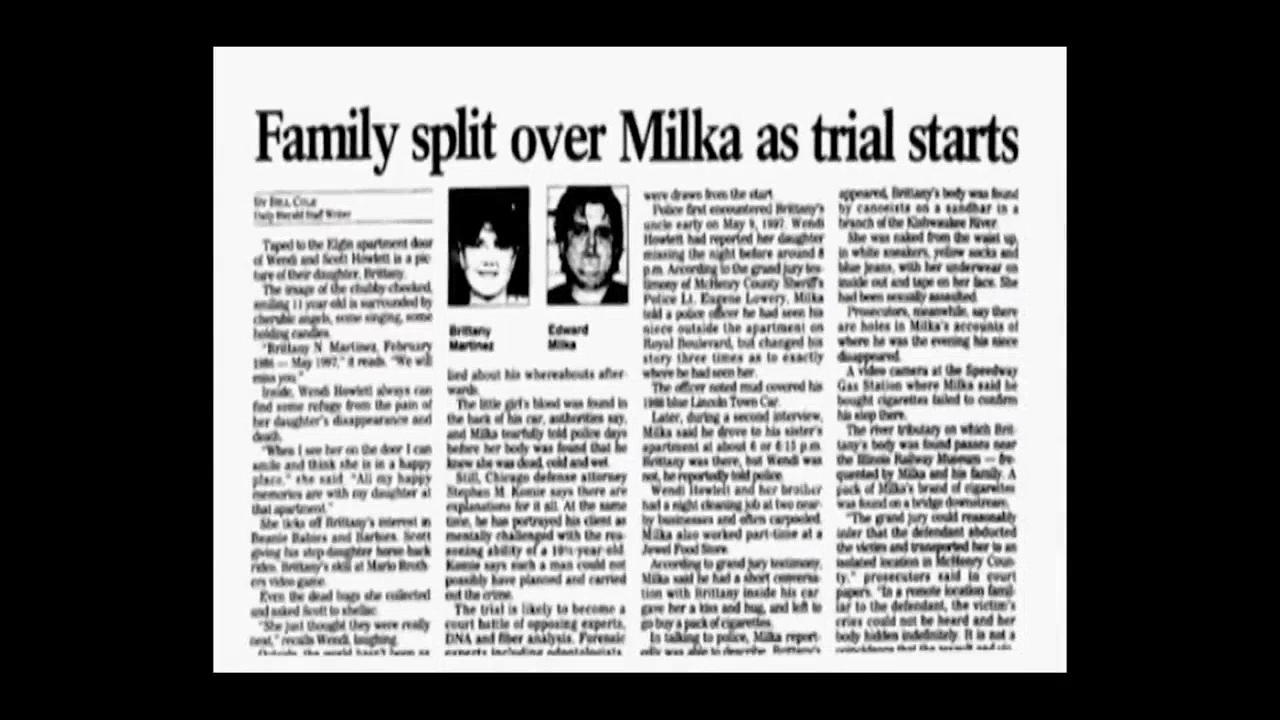 Family split over Milka as trial starts
BY BILL COLE
Daily Herald Staff Writer
Taped to the Elgin apartment door
of Wendi and Scott Howlett is a pic-
ture of their daughter, Brittany.
The image of the chubby-cheeked,
smiling 11-year-old is surrounded by
cherubic angels, some singing, some
holding candles.
"Brittany N. Martinez, February
1986 — May 1997," it reads. "We will
miss you."
Inside, Wendi Howlett always can
find some refuge from the pain of
her daughter's disappearance and
death.
"When I see her on the door I can
smile and think she is in a happy
place," she said. "All my happy
memories are with my daughter at
that apartment."
She ticks off Brittany's interest in
Beanie Babies and Barbies, Scott
giving his step-daughter horse back
rides, Brittany's skill at Mario Broth-
ers video game.
Even the dead bugs she collected
and asked Scott to shellac.
"She just thought they were really
neat," recalls Wendi, laughing.
Outside, the world hasn't been as
Brittany
Martinez
Edward
Milka
lied about his whereabouts after-
wards.
The little girl's blood was found in
the back of his car, authorities say,
and Milka tearfully told police days
before her body was found that he
knew she was dead, cold and wet.
Still, Chicago defense attorney
Stephen M. Komie says there are
explanations for it all. At the same
time, he has portrayed his client as
mentally challenged with the rea-
soning ability of a 10½-year-old.
Komie says such a man could not
possibly have planned and carried
out the crime.
The trial is likely to become a
court battle of opposing experts,
DNA and fiber analysis. Forensic
experts including odontologists,
were drawn from the start.
Police first encountered Brittany's
uncle early on May 9, 1997. Wendi
Howlett had reported her daughter
missing the night before around 8
p.m. According to the grand jury tes-
timony of McHenry County Sheriff's
Police Lt. Eugene Lowery, Milka
told a police officer he had seen his
niece outside the apartment on
Royal Boulevard, but changed his
story three times as to exactly
where he had seen her.
The officer noted mud covered his
1988 blue Lincoln Town Car.
Later, during a second interview,
Milka said he drove to his sister's
apartment at about 6 or 6:15 p.m.
Brittany was there, but Wendi was
not, he reportedly told police.
Wendi Howlett and her brother
had a night cleaning job at two near-
by businesses and often carpooled.
Milka also worked part-time at a
Jewel Food Store.
According to grand jury testimony,
Milka said he had a short conversa-
tion with Brittany inside his car,
gave her a kiss and hug, and left to
go buy a pack of cigarettes.
In talking to police, Milka report-
edly was able to describe Brittany's
appeared, Brittany's body was found
by canoeists on a sandbar in a
branch of the Kishwaukee River.
She was naked from the waist up,
in white sneakers, yellow socks and
blue jeans, with her underwear on
inside out and tape on her face. She
had been sexually assaulted.
Prosecutors, meanwhile, say there
are holes in Milka's accounts of
where he was the evening his niece
disappeared.
A video camera at the Speedway
Gas Station where Milka said he
bought cigarettes failed to confirm
his stop there.
The river tributary on which Brit-
tany's body was found passes near
the Illinois Railway Museum — fre-
quented by Milka and his family. A
pack of Milka's brand of cigarettes
was found on a bridge downstream.
"The grand jury could reasonably
infer that the defendant abducted
the victim and transported her to an
isolated location in McHenry Coun-
ty," prosecutors said in court
papers. "In a remote location famil-
iar to the defendant, the victim's
cries could not be heard and her
body hidden indefinitely. It is not a
coincidence that the assault and